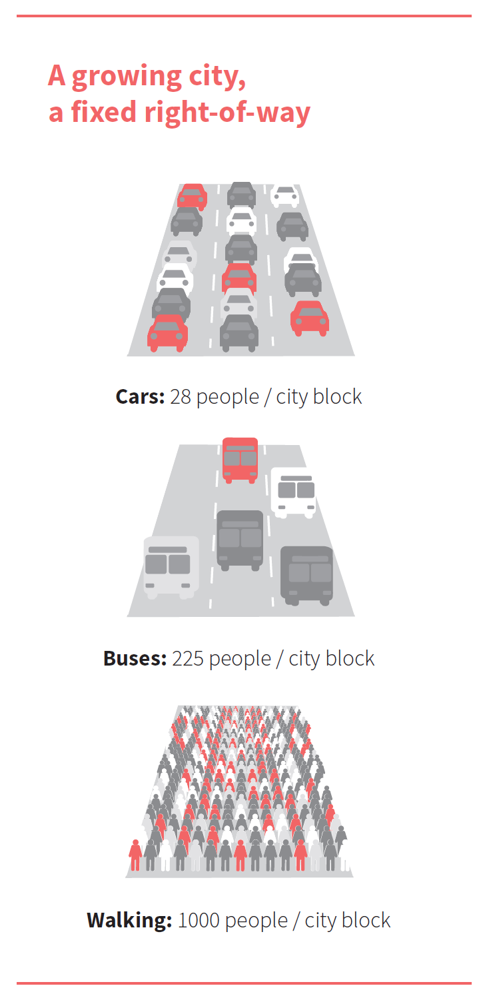 A growing city,
a fixed right-of-way
Cars: 28 people / city block
Buses: 225 people / city block
Walking: 1000 people / city block